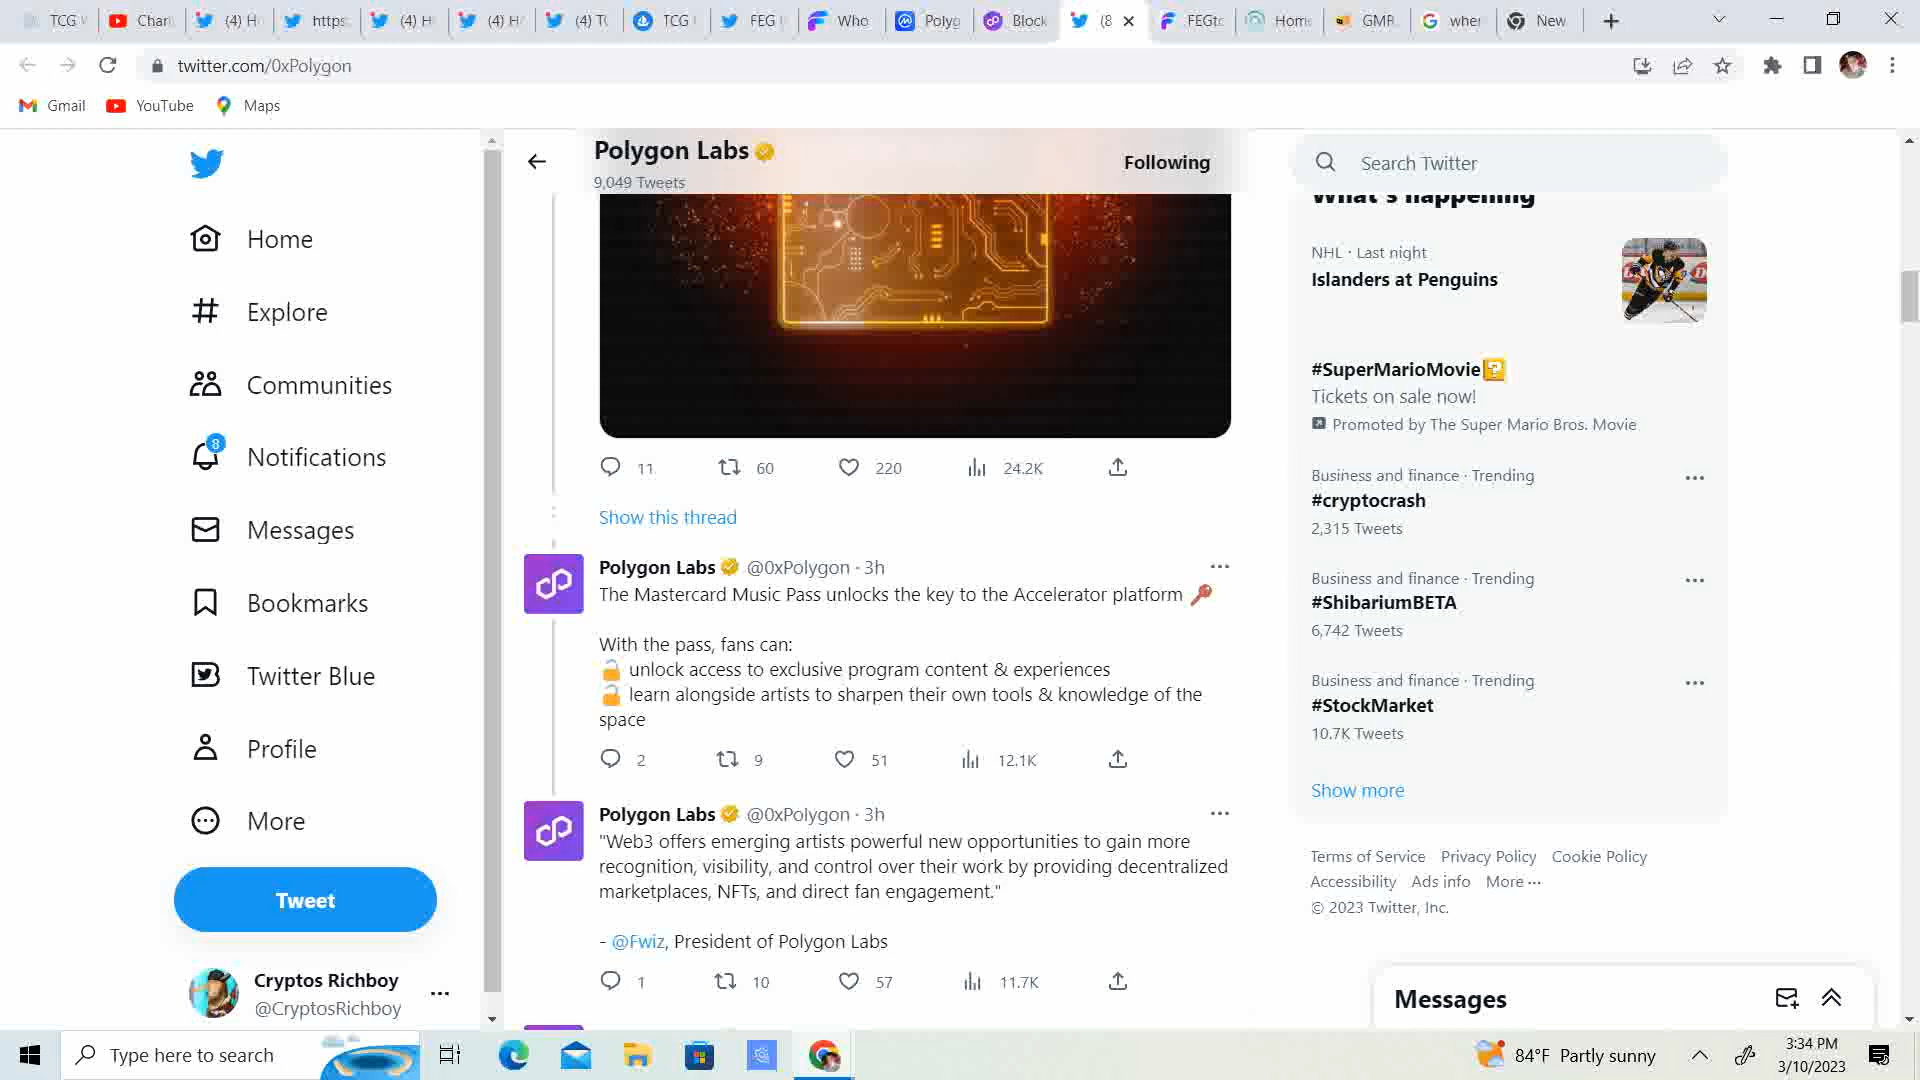 TCG
Chari
(4) H
https:
(4) H
(4) H
(4) T
TCG
FEG
Who
Polyg
Block
(8
FEGto
Home
GMR
wher
New
twitter.com/0xPolygon
Gmail
YouTube
Maps
Home
Explore
Communities
8
Notifications
Messages
Bookmarks
Twitter Blue
Profile
More
Tweet
Cryptos Richboy
@CryptosRichboy
Polygon Labs
9,049 Tweets
Following
11 60 220 24.2K
Show this thread
Polygon Labs @0xPolygon · 3h
The Mastercard Music Pass unlocks the key to the Accelerator platform 🔑
With the pass, fans can:
🔓 unlock access to exclusive program content & experiences
🔓 learn alongside artists to sharpen their own tools & knowledge of the
space
2 9 51 12.1K
Polygon Labs @0xPolygon · 3h
"Web3 offers emerging artists powerful new opportunities to gain more
recognition, visibility, and control over their work by providing decentralized
marketplaces, NFTs, and direct fan engagement."
- @Fwiz, President of Polygon Labs
1 10 57 11.7K
Search Twitter
What's happening
NHL · Last night
Islanders at Penguins
#SuperMarioMovie
Tickets on sale now!
Promoted by The Super Mario Bros. Movie
Business and finance · Trending
#cryptocrash
2,315 Tweets
Business and finance · Trending
#ShibariumBETA
6,742 Tweets
Business and finance · Trending
#StockMarket
10.7K Tweets
Show more
Terms of Service Privacy Policy Cookie Policy
Accessibility Ads info More ···
© 2023 Twitter, Inc.
Messages
Type here to search
84°F Partly sunny
3:34 PM
3/10/2023